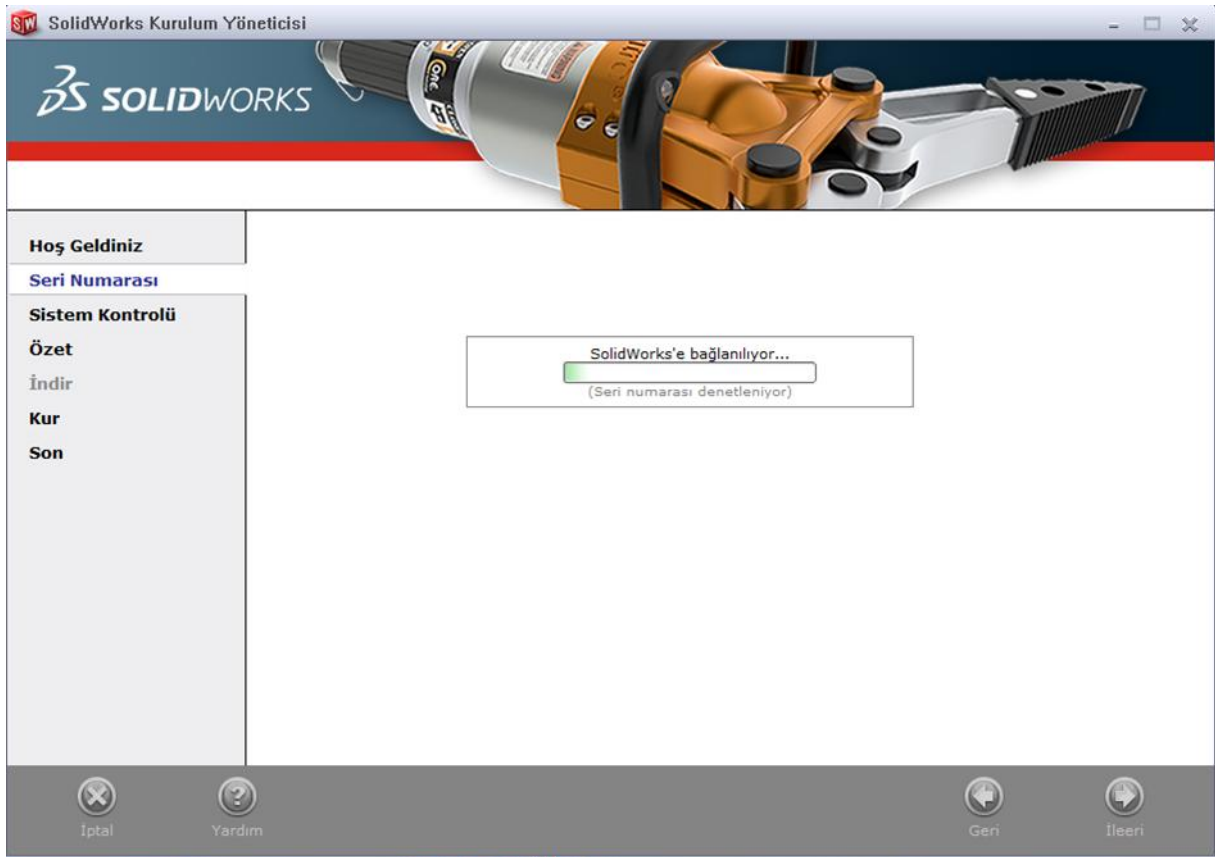 SolidWorks Kurulum Yöneticisi
SOLIDWORKS
Hoş Geldiniz
Seri Numarası
Sistem Kontrolü
Özet
İndir
Kur
Son
SolidWorks'e bağlanılıyor...
(Seri numarası denetleniyor)
İptal
Yardım
Geri
İleeri